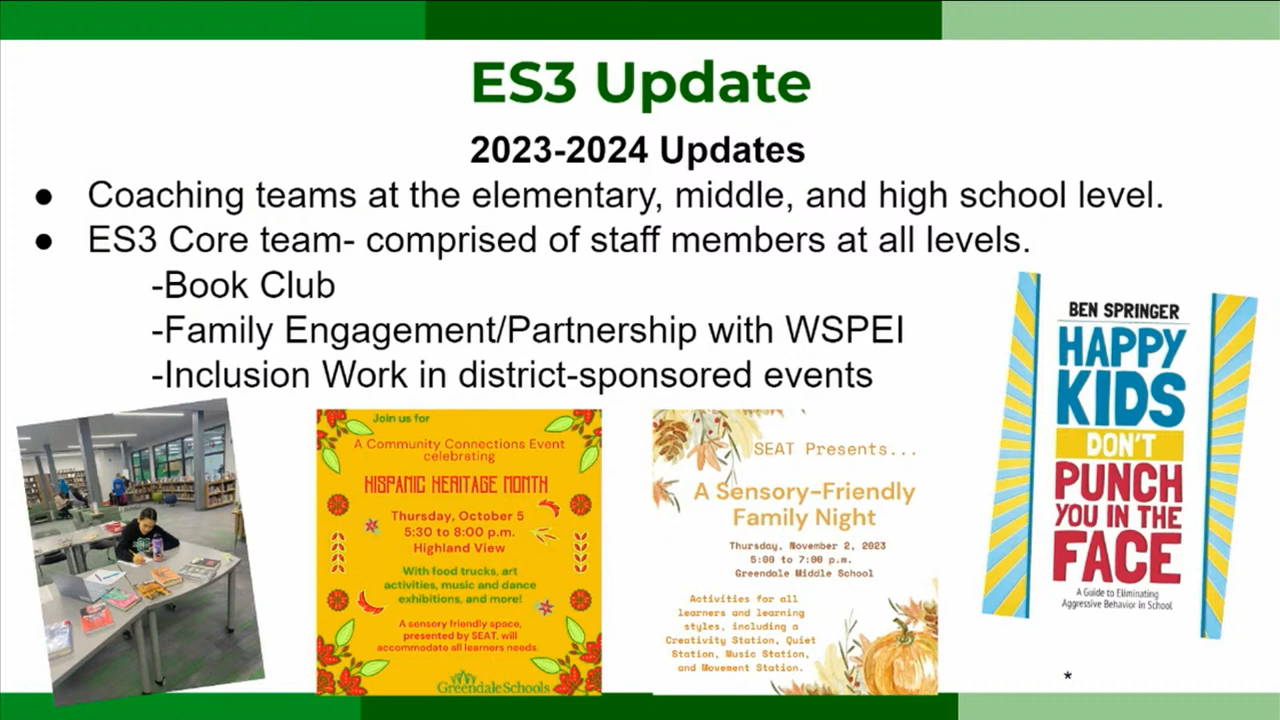 ES3 Update
2023-2024 Updates
● Coaching teams at the elementary, middle, and high school level.
● ES3 Core team- comprised of staff members at all levels.
-Book Club
-Family Engagement/Partnership with WSPEI
-Inclusion Work in district-sponsored events
Join us for
A Community Connections Event
celebrating
HISPANIC HERITAGE MONTH
Thursday, October 5
5:30 to 8:00 p.m.
Highland View
With food trucks, art
activities, music and dance
exhibitions, and more!
A sensory friendly space,
presented by SEAT, will
accommodate all learners needs.
GreendaleSchools
SEAT Presents...
A Sensory-Friendly
Family Night
Thursday, November 2, 2023
5:00 to 7:00 p.m.
Greendale Middle School
Activities for all
learners and learning
styles, including a
Creativity Station, Quiet
Station, Music Station,
and Movement Station.
BEN SPRINGER
HAPPY
KIDS
DON'T
PUNCH
YOU IN THE
FACE
A Guide to Eliminating
Aggressive Behavior in School
*